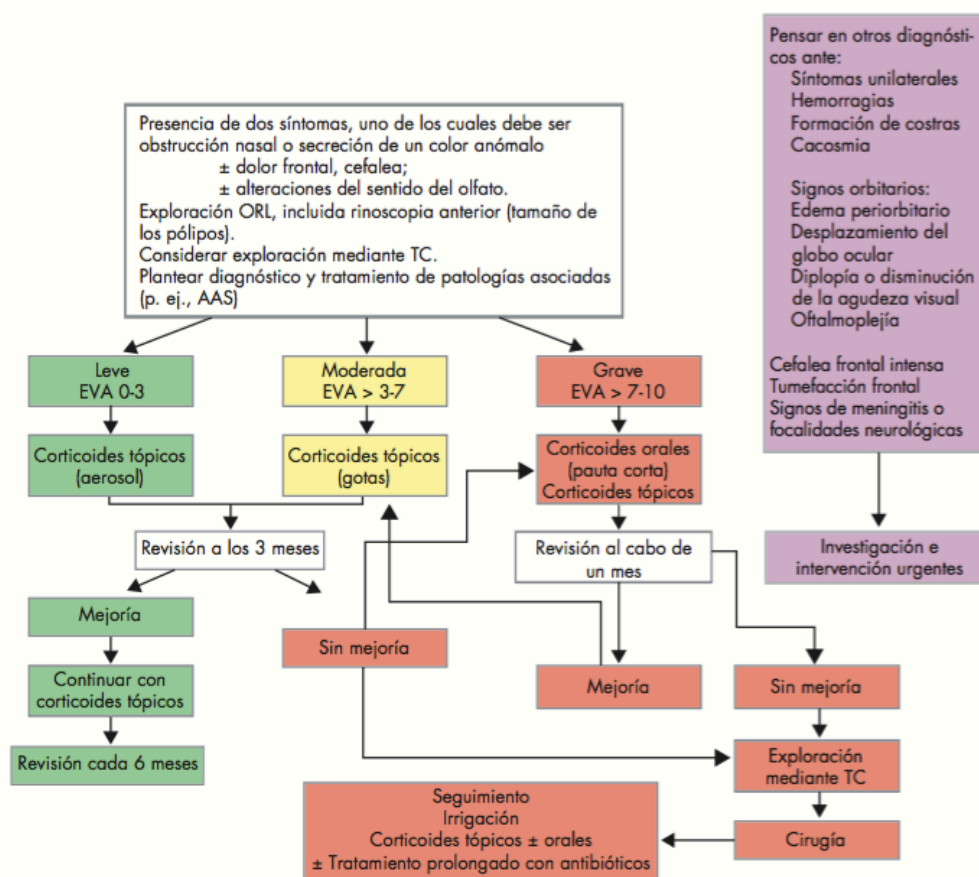 Presencia de dos síntomas, uno de los cuales debe ser
obstrucción nasal o secreción de un color anómalo
± dolor frontal, cefalea;
± alteraciones del sentido del olfato.
Exploración ORL, incluida rinoscopia anterior (tamaño de
los pólipos).
Considerar exploración mediante TC.
Plantear diagnóstico y tratamiento de patologías asociadas
(p. ej., AAS)
Pensar en otros diagnósti-
cos ante:
Síntomas unilaterales
Hemorragias
Formación de costras
Cacosmia
Signos orbitarios:
Edema periorbitario
Desplazamiento del
globo ocular
Diplopía o disminución
de la agudeza visual
Oftalmoplejía
Cefalea frontal intensa
Tumefacción frontal
Signos de meningitis o
focalidades neurológicas
Leve
EVA 0-3
Moderada
EVA > 3-7
Grave
EVA > 7-10
Corticoides tópicos
(aerosol)
Corticoides tópicos
(gotas)
Corticoides orales
(pauta corta)
Corticoides tópicos
Revisión a los 3 meses
Revisión al cabo de
un mes
Investigación e
intervención urgentes
Mejoría
Sin mejoría
Mejoría
Sin mejoría
Continuar con
corticoides tópicos
Revisión cada 6 meses
Exploración
mediante TC
Cirugía
Seguimiento
Irrigación
Corticoides tópicos ± orales
± Tratamiento prolongado con antibióticos